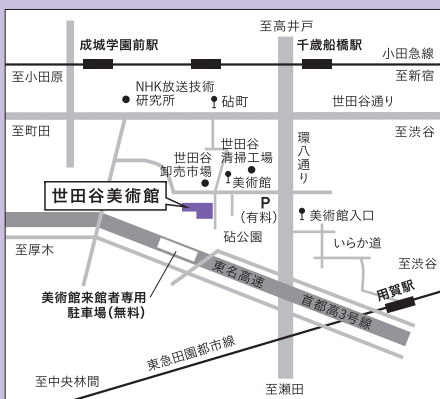 至高井戸
成城学園前駅
千歳船橋駅
小田急線
至小田原
至新宿
NHK放送技術
研究所
砧町
世田谷通り
至町田
至渋谷
世田谷
清掃工場
世田谷
卸売市場
環八通り
美術館
世田谷美術館
P
(有料)
美術館入口
砧公園
いらか道
至厚木
至渋谷
東名高速
用賀駅
美術館来館者専用
駐車場(無料)
首都高3号線
東急田園都市線
至中央林間
至瀬田